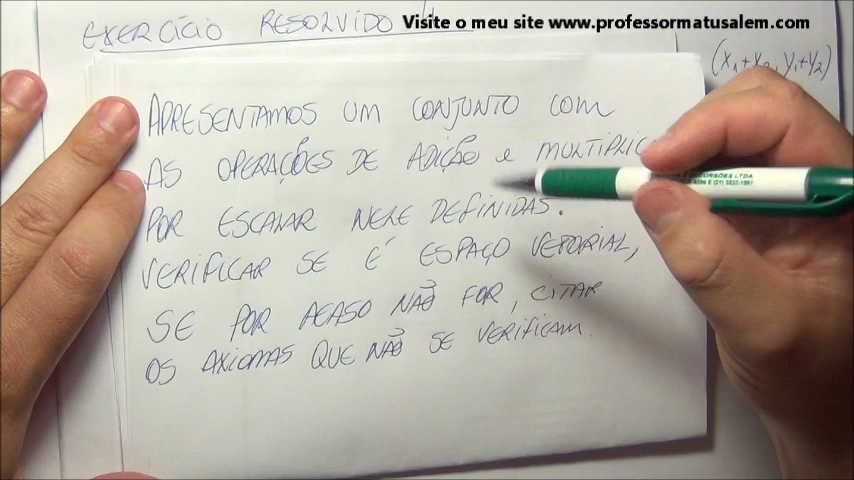 Visite o meu site www.professormatusalem.com
EXERCÍCIO RESOLVIDO 4
(X1+X2, Y1+Y2)
APRESENTAMOS UM CONJUNTO COM
AS OPERAÇÕES DE ADIÇÃO e MULTIPLIC
POR ESCALAR NELE DEFINIDAS.
VERIFICAR SE É ESPAÇO VETORIAL,
SE POR ACASO NÃO FOR, CITAR
OS AXIOMAS QUE NÃO SE VERIFICAM.